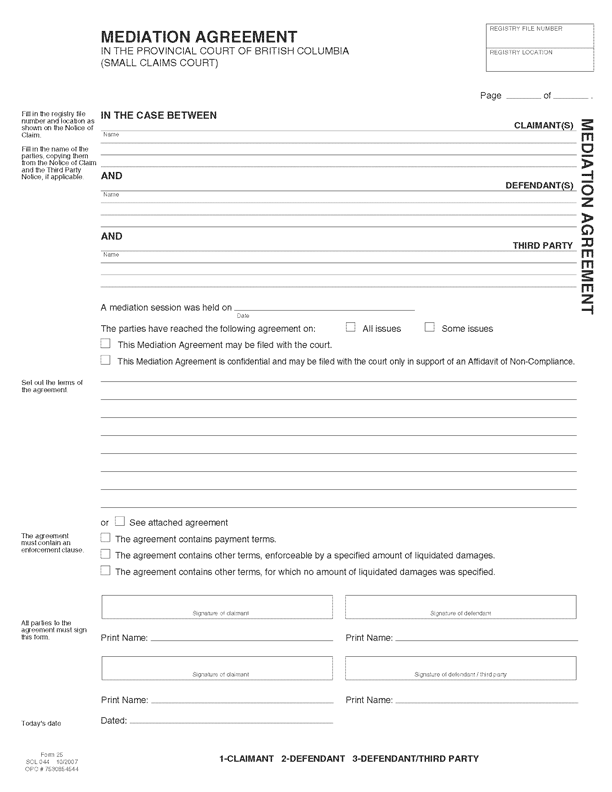 MEDIATION AGREEMENT
IN THE PROVINCIAL COURT OF BRITISH COLUMBIA
(SMALL CLAIMS COURT)
REGISTRY FILE NUMBER
REGISTRY LOCATION
Page ______ of ______ .
MEDIATION AGREEMENT
Fill in the registry file
number and location as
shown on the Notice of
Claim.
Fill in the name of the
parties, copying them
from the Notice of Claim
and the Third Party
Notice, if applicable.
IN THE CASE BETWEEN
CLAIMANT(S)
Name
AND
DEFENDANT(S)
Name
AND
THIRD PARTY
Name
A mediation session was held on
Date
The parties have reached the following agreement on: All issues Some issues
This Mediation Agreement may be filed with the court.
This Mediation Agreement is confidential and may be filed with the court only in support of an Affidavit of Non-Compliance.
Set out the terms of
the agreement.
or See attached agreement
The agreement
must contain an
enforcement clause.
The agreement contains payment terms.
The agreement contains other terms, enforceable by a specified amount of liquidated damages.
The agreement contains other terms, for which no amount of liquidated damages was specified.
Signature of claimant
Signature of defendant
All parties to the
agreement must sign
this form.
Print Name:
Print Name:
Signature of claimant
Signature of defendant / third party
Print Name:
Print Name:
Today's date
Dated:
Form 25
SCL 044 10/2007
OPC # 7530854544
1-CLAIMANT 2-DEFENDANT 3-DEFENDANT/THIRD PARTY